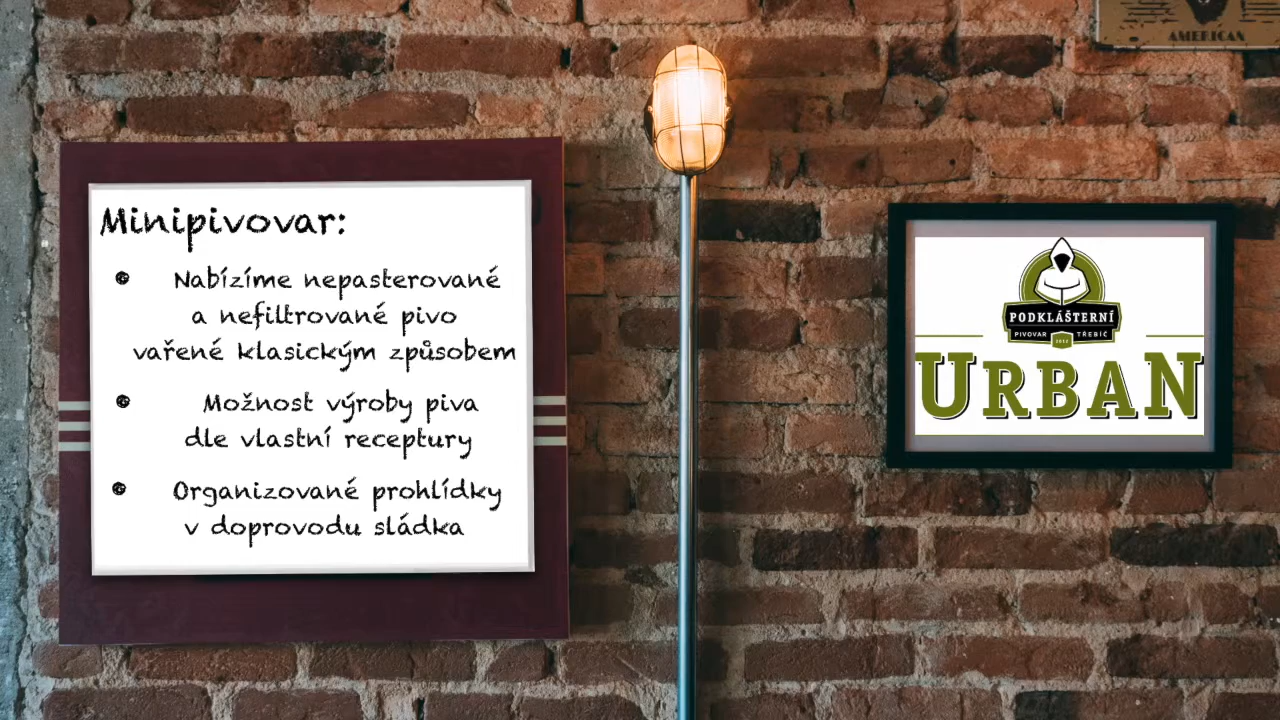 Minipivovar:
Nabízíme nepasterované
a nefiltrované pivo
vařené klasickým způsobem
Možnost výroby piva
dle vlastní receptury
Organizované prohlídky
v doprovodu sládka
AMERICAN
PODKLÁŠTERNÍ
PIVOVAR TŘEBÍČ
2012
URBAN